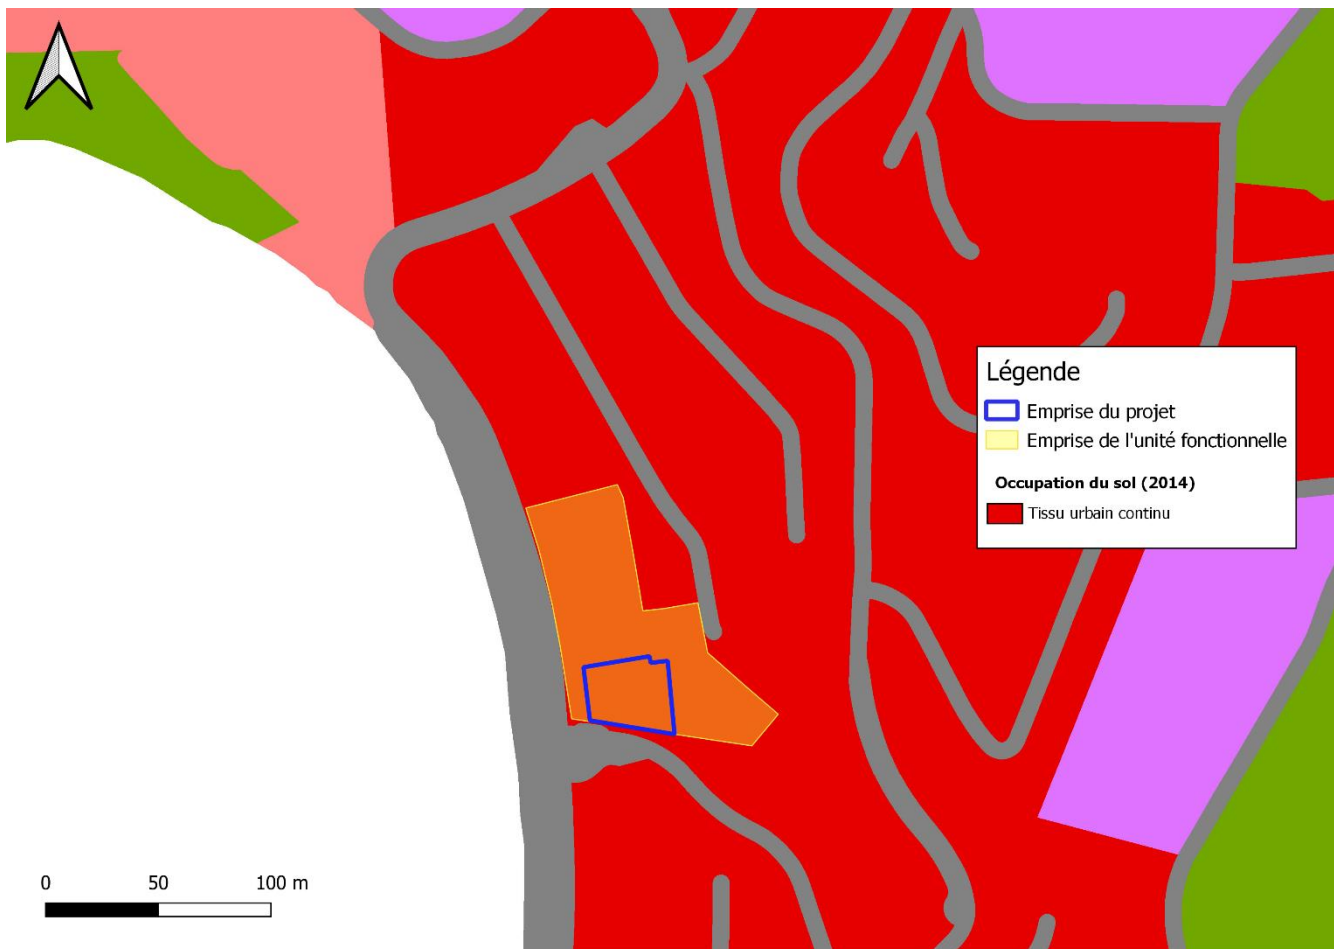 Légende
Emprise du projet
Emprise de l'unité fonctionnelle
Occupation du sol (2014)
Tissu urbain continu
0 50 100 m